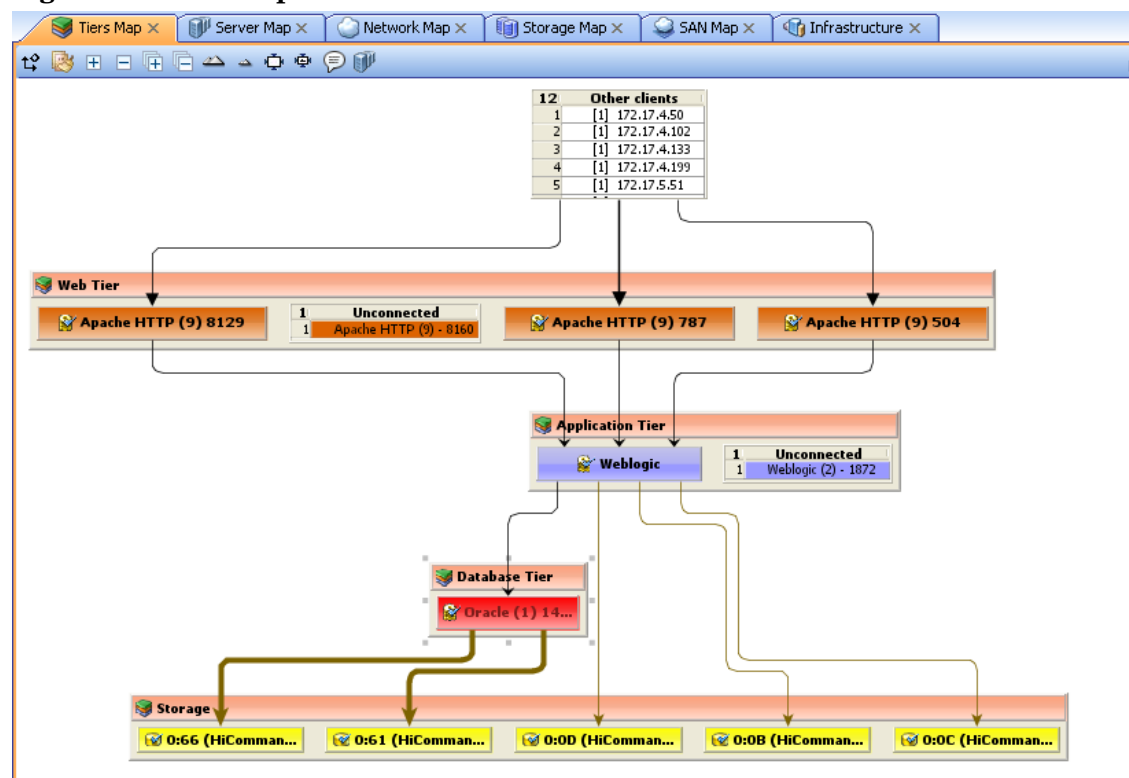 Tiers Map
Server Map
Network Map
Storage Map
SAN Map
Infrastructure
12 Other clients
1 [1] 172.17.4.50
2 [1] 172.17.4.102
3 [1] 172.17.4.133
4 [1] 172.17.4.199
5 [1] 172.17.5.51
Web Tier
Apache HTTP (9) 8129
1 Unconnected
1 Apache HTTP (9) - 8160
Apache HTTP (9) 787
Apache HTTP (9) 504
Application Tier
Weblogic
1 Unconnected
1 Weblogic (2) - 1872
Database Tier
Oracle (1) 14...
Storage
0:66 (HiComman...
0:61 (HiComman...
0:0D (HiComman...
0:0B (HiComman...
0:0C (HiComman...